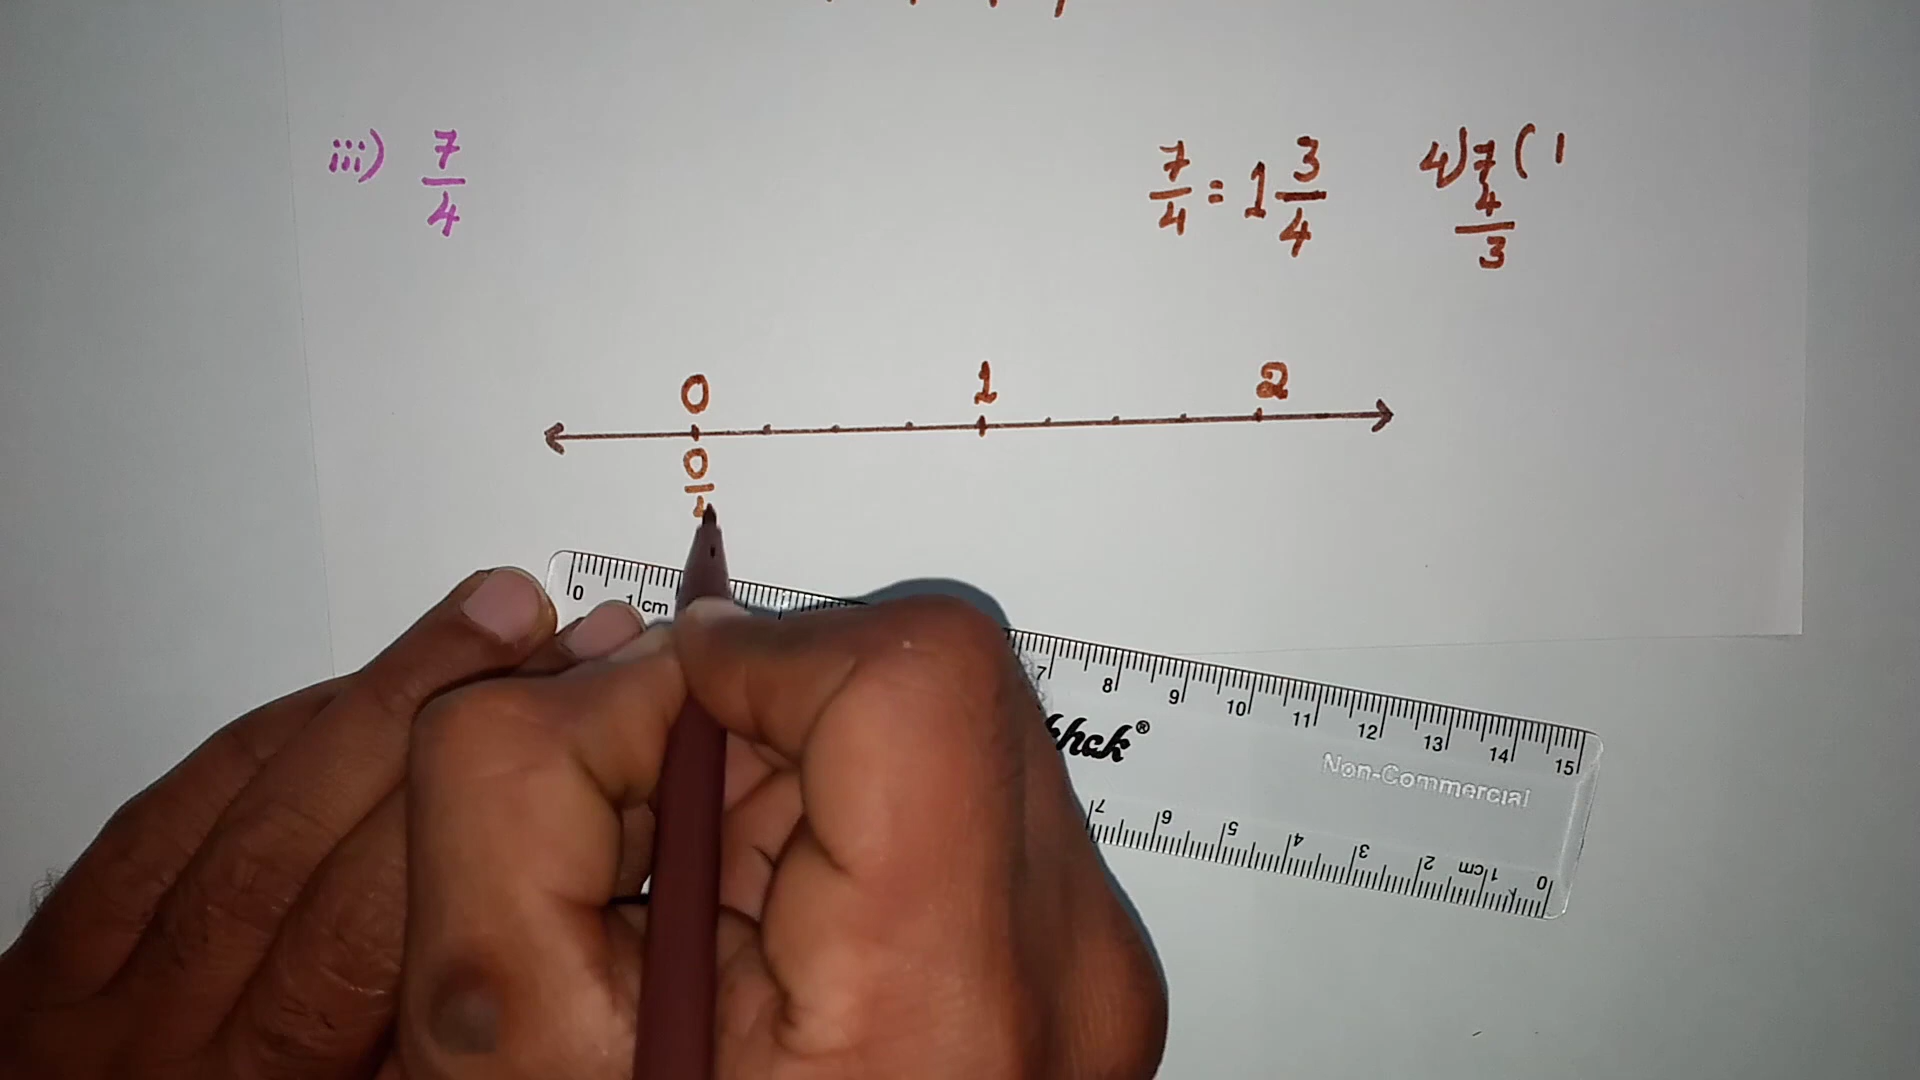 iii) 7/4
7/4 = 1 3/4
4)7(1
4
3
0 1 2
0
0 1cm 7 8 9 10 11 12 13 14 15
Non-Commercial
7 6 5 4 3 2 1cm 0